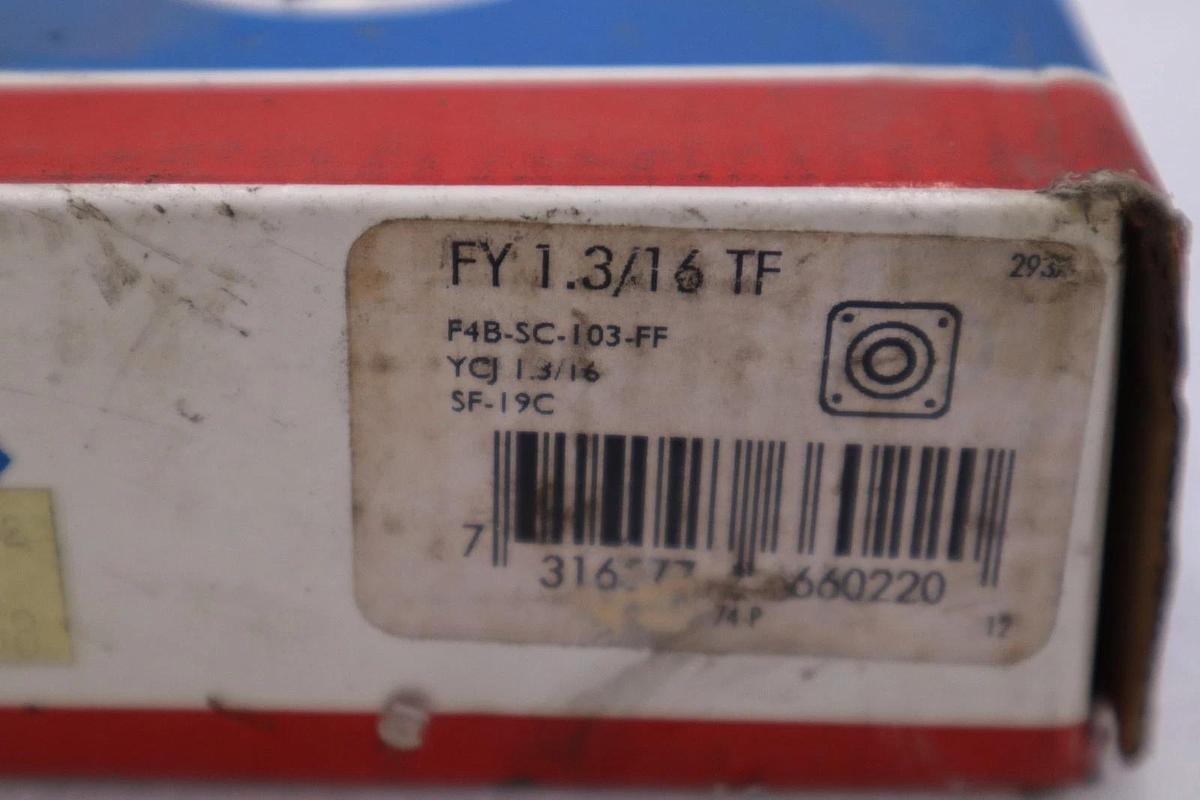 FY 1.3/16 TF
F4B-SC-103-FF
YCJ 1.3/16
SF-19C
7
660220
74-P
12